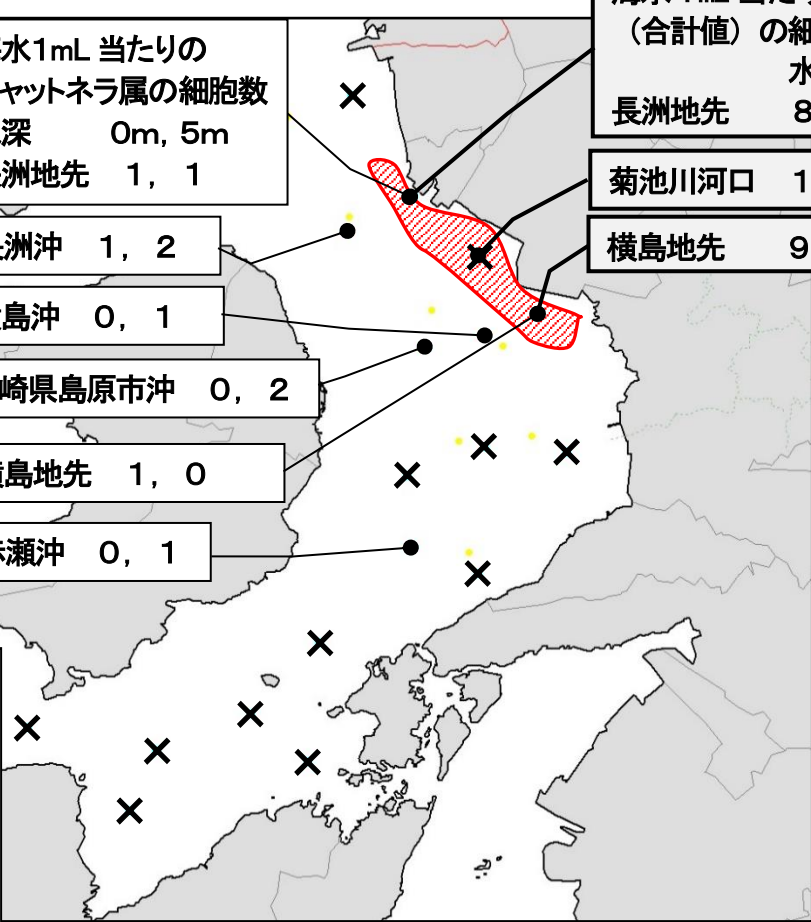 水1mL 当たりの
ャットネラ属の細胞数
深 0m, 5m
洲地先 1, 1
洲沖 1, 2
島沖 0, 1
崎県島原市沖 0, 2
島地先 1, 0
瀬沖 0, 1
（合計値）の細
水
長洲地先 8
菊池川河口 1
横島地先 9